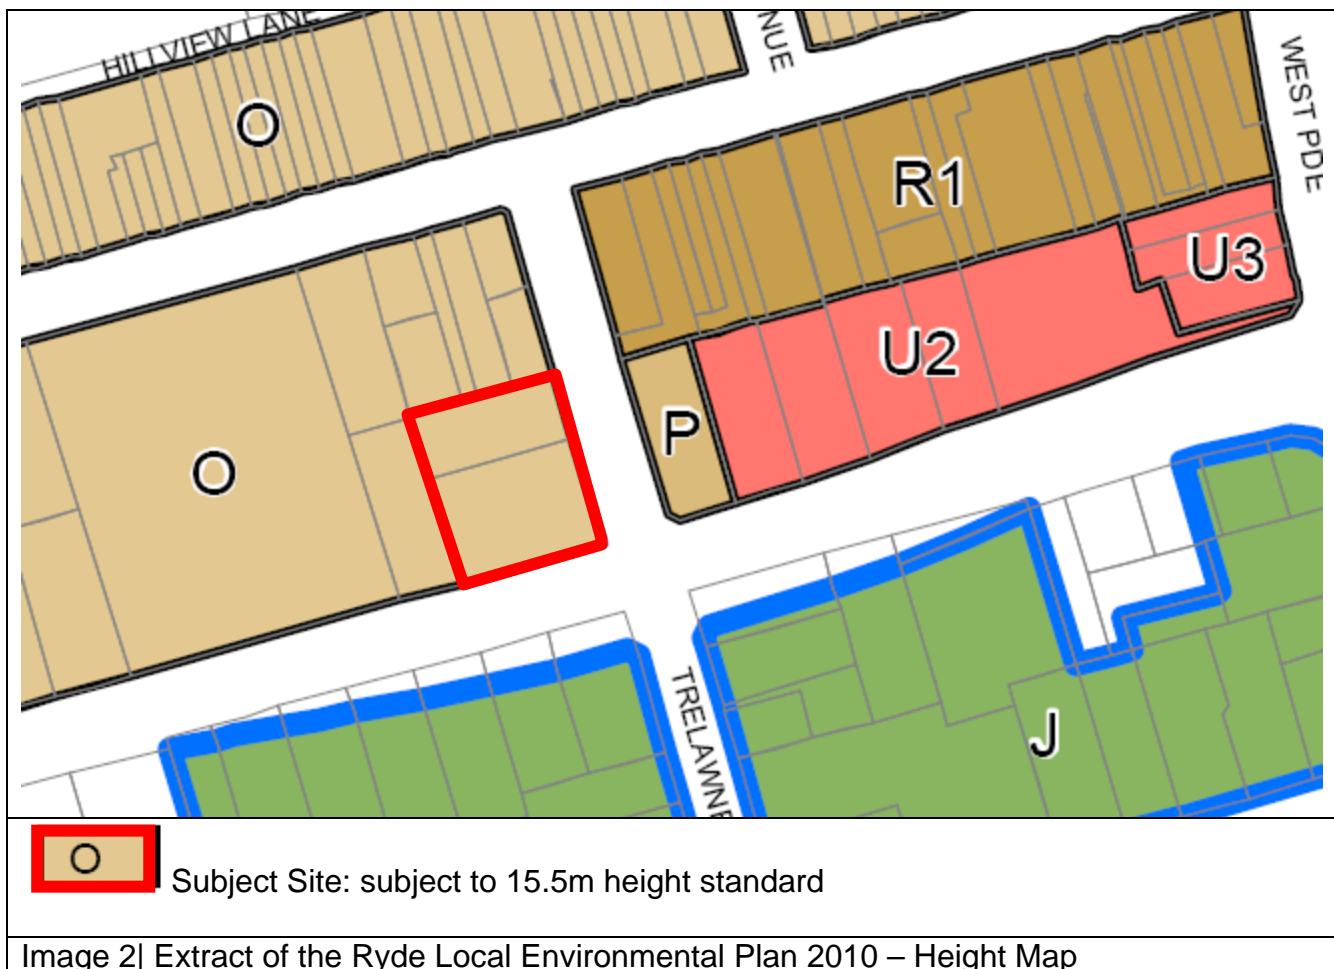 HILLVIEW LANE
NUE
WEST PDE
O
R1
U3
U2
P
O
TRELAWNE
J
O
Subject Site: subject to 15.5m height standard
Image 2| Extract of the Ryde Local Environmental Plan 2010 – Height Map